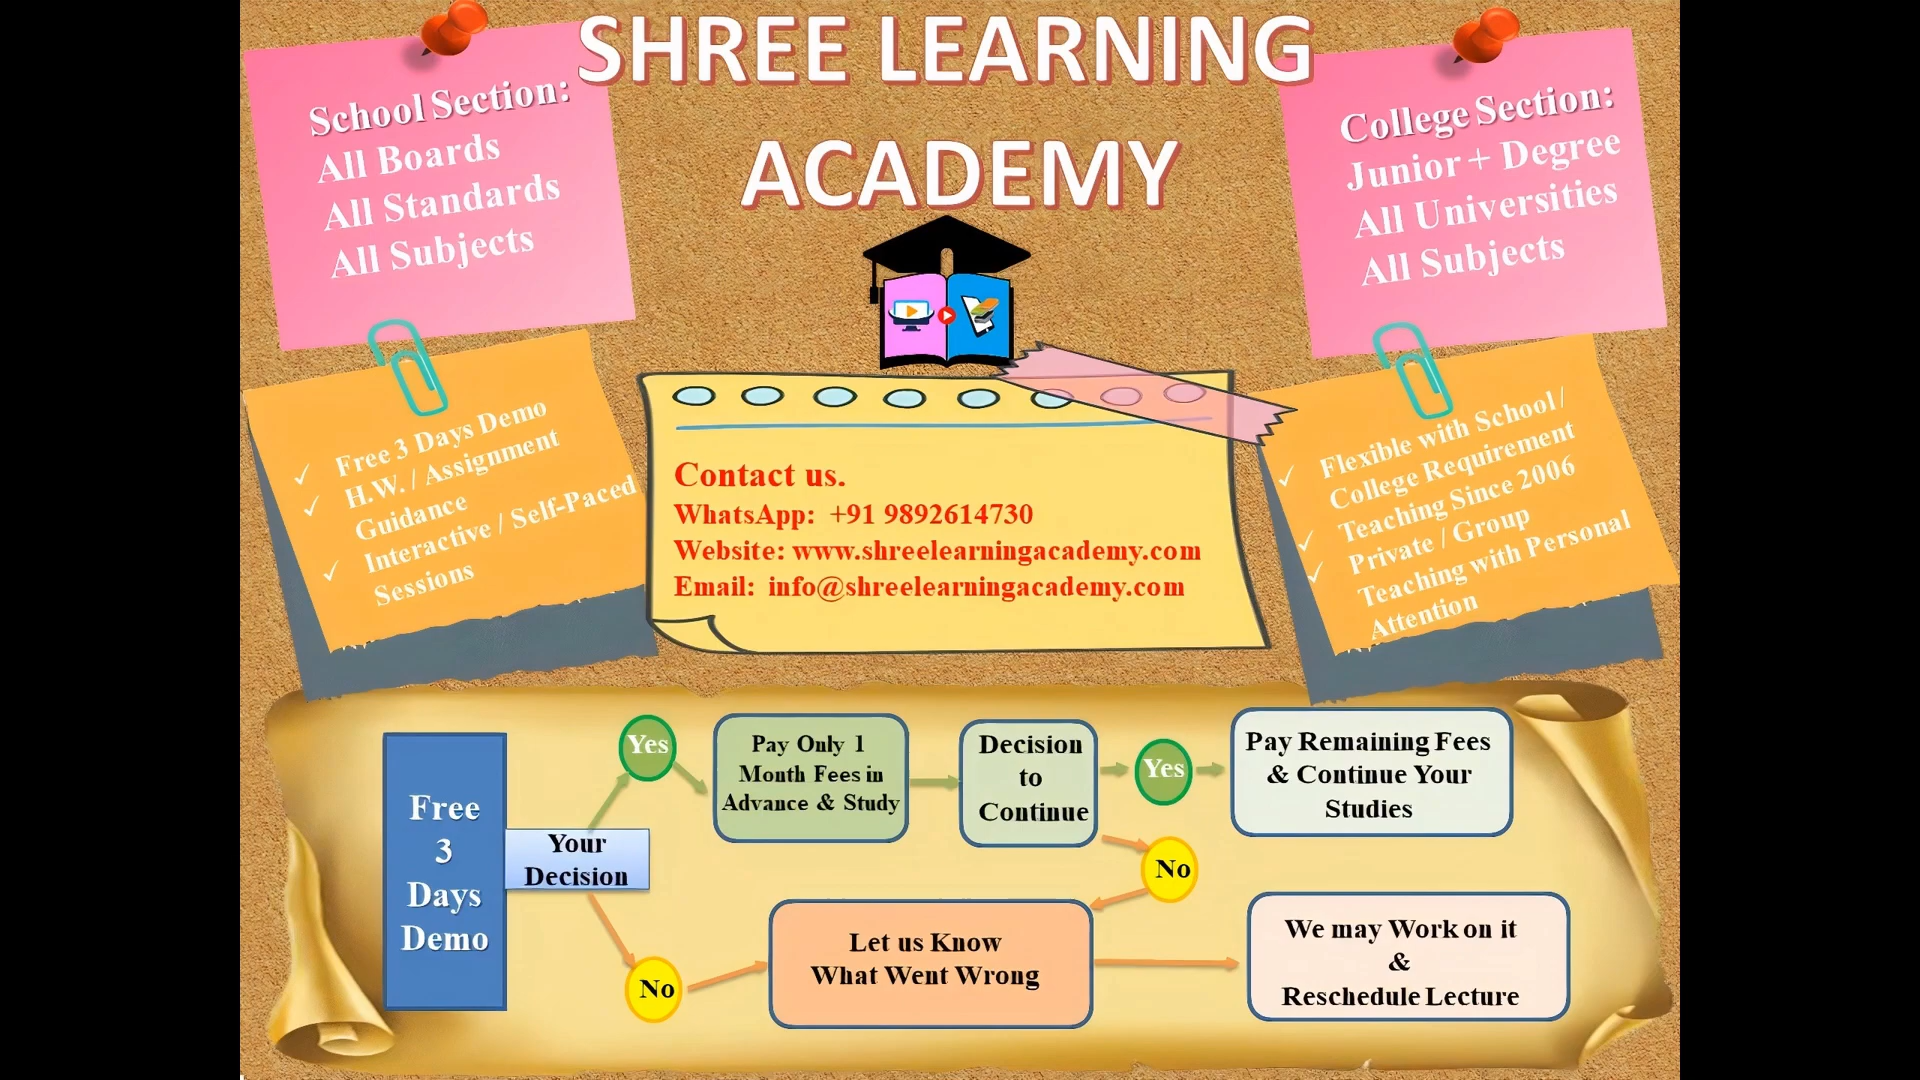 SHREE LEARNING
ACADEMY
School Section:
All Boards
All Standards
All Subjects
College Section:
Junior + Degree
All Universities
All Subjects
✓ Free 3 Days Demo
✓ H.W. / Assignment
Guidance
✓ Interactive / Self-Paced
Sessions
Contact us.
WhatsApp: +91 9892614730
Website: www.shreelearningacademy.com
Email: info@shreelearningacademy.com
✓ Flexible with School /
College Requirement
✓ Teaching Since 2006
✓ Private / Group
Teaching with Personal
Attention
Free
3
Days
Demo
Your
Decision
Yes
Pay Only 1
Month Fees in
Advance & Study
Decision
to
Continue
Yes
Pay Remaining Fees
& Continue Your
Studies
No
No
Let us Know
What Went Wrong
We may Work on it
&
Reschedule Lecture